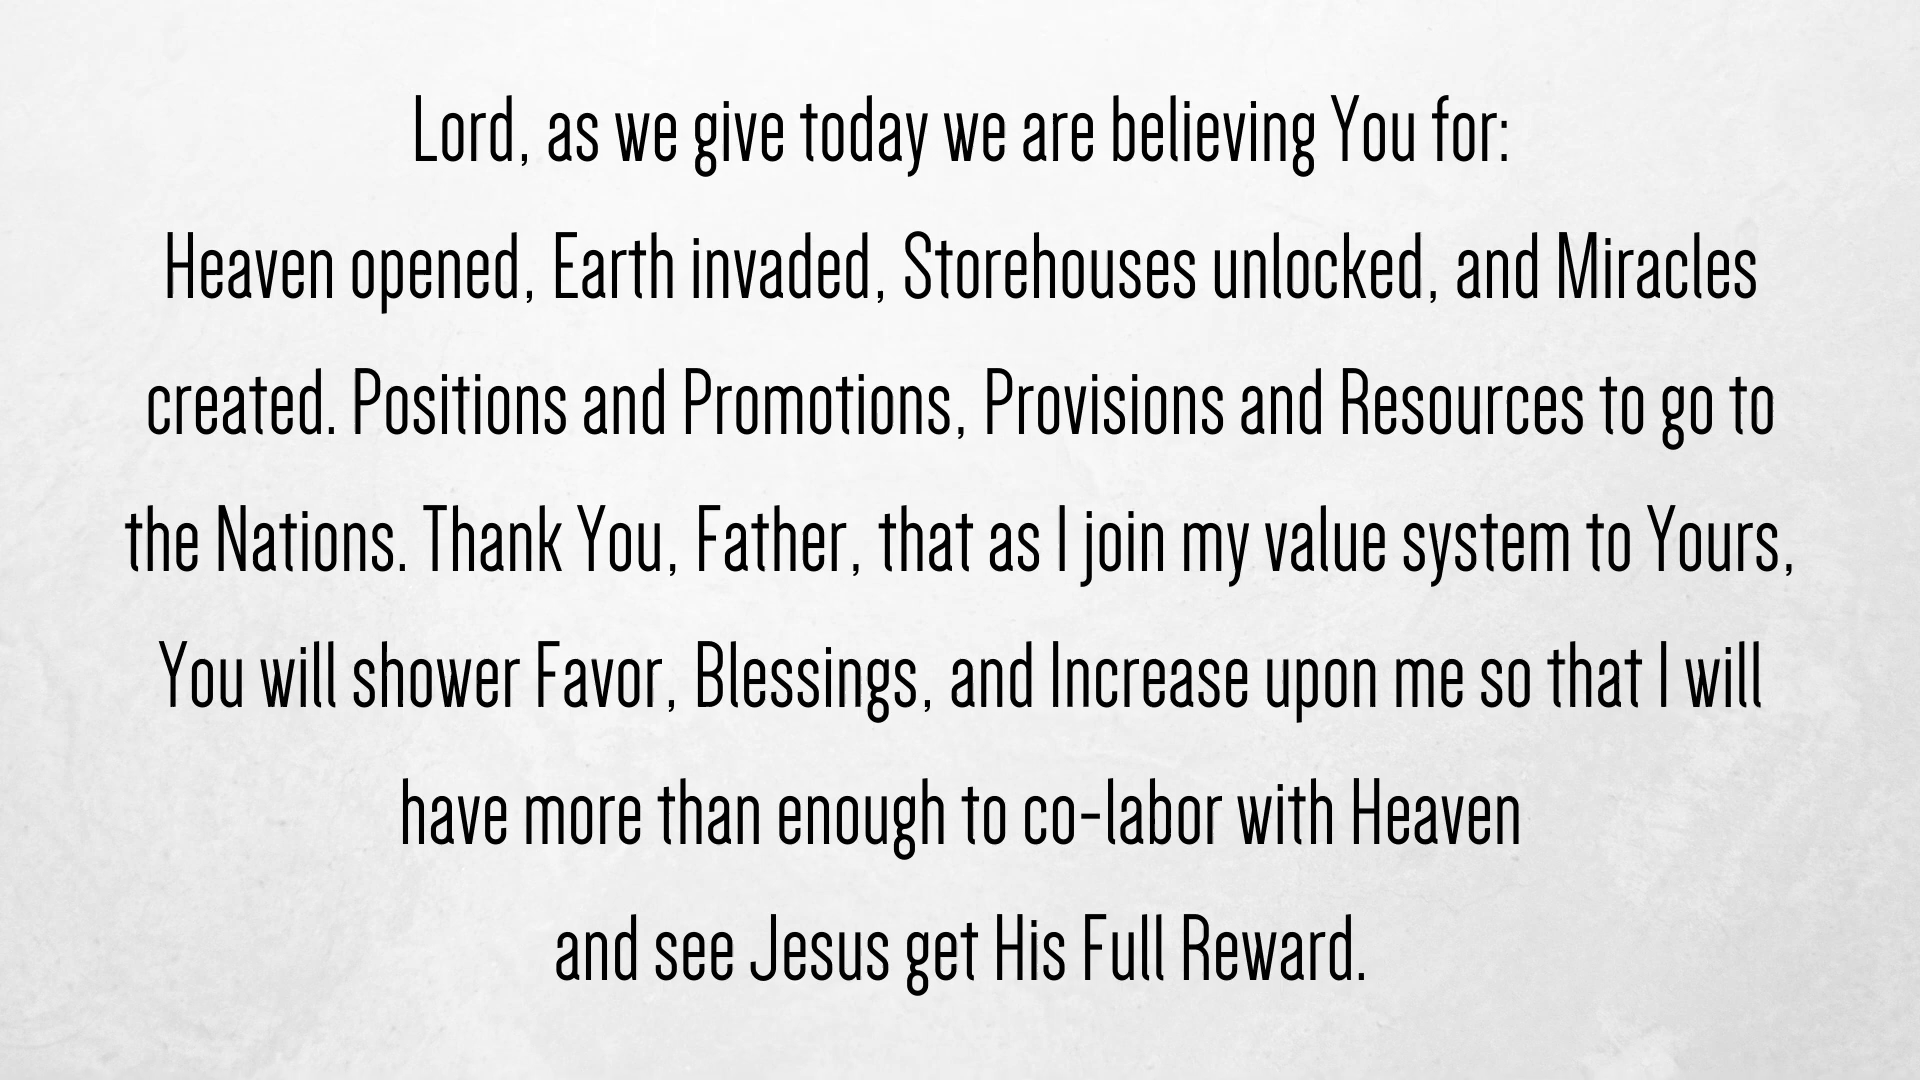 Lord, as we give today we are believing You for:
Heaven opened, Earth invaded, Storehouses unlocked, and Miracles
created. Positions and Promotions, Provisions and Resources to go to
the Nations. Thank You, Father, that as I join my value system to Yours,
You will shower Favor, Blessings, and Increase upon me so that I will
have more than enough to co-labor with Heaven
and see Jesus get His Full Reward.